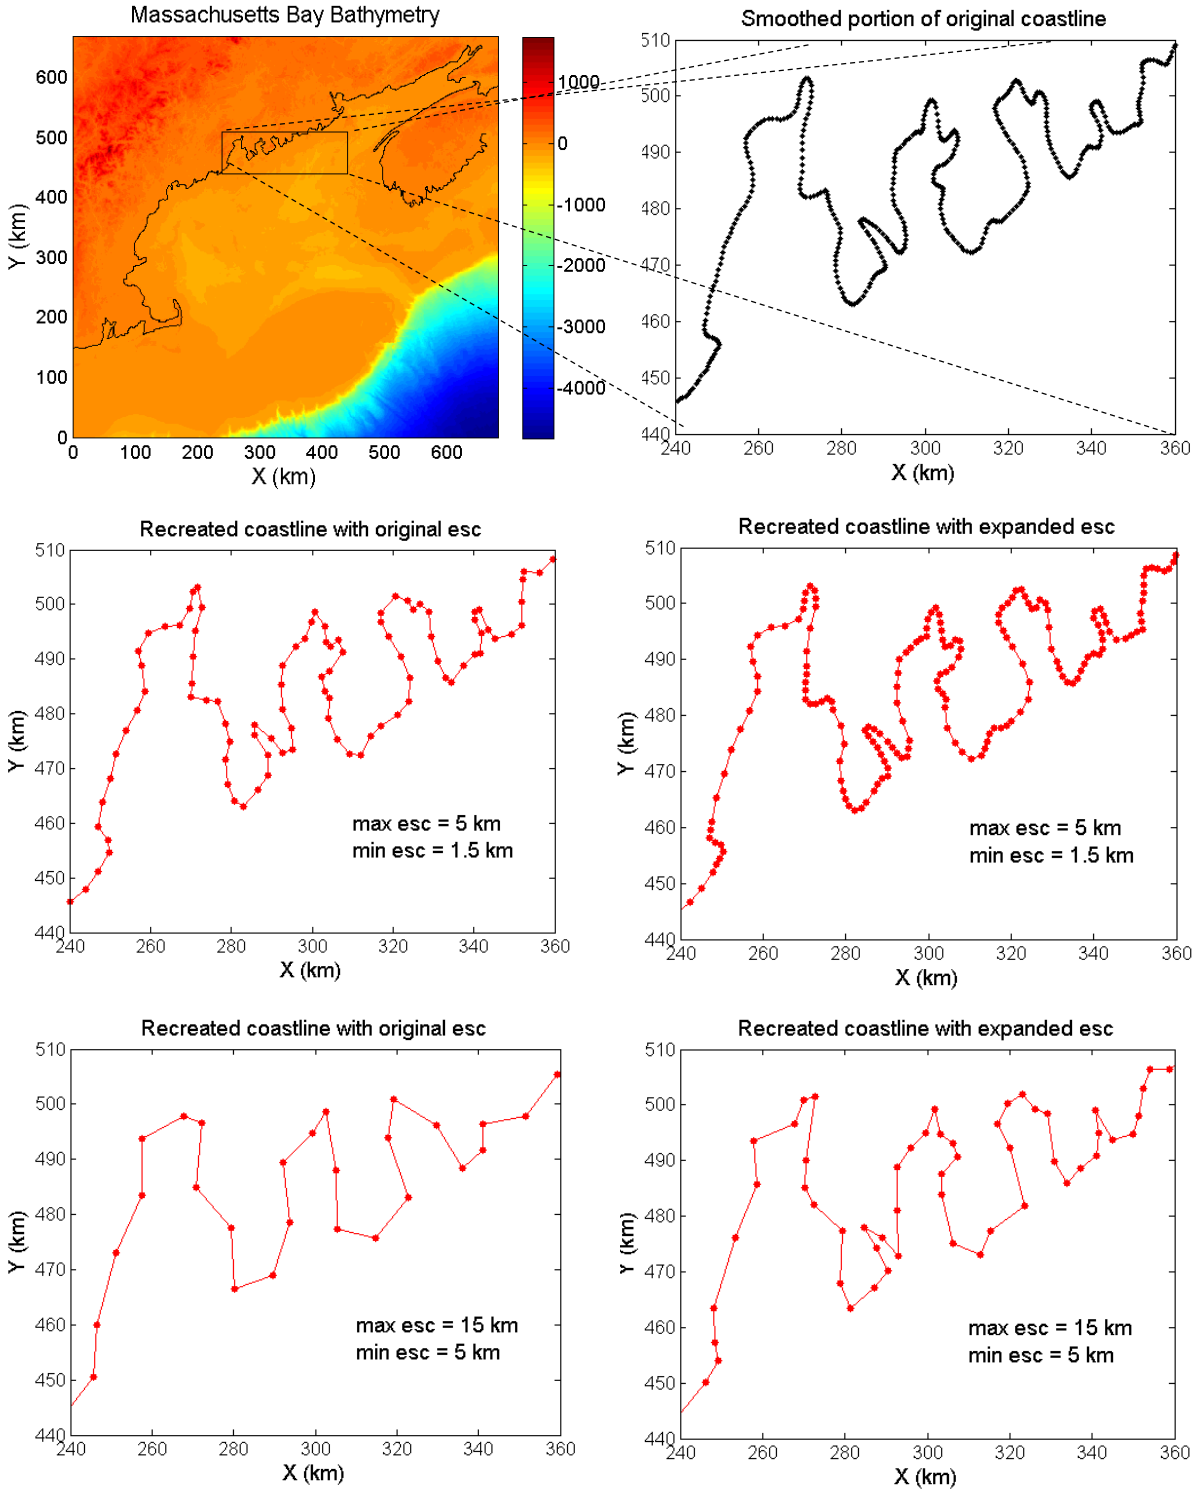 Massachusetts Bay Bathymetry
600
500
400
300
200
100
0
Y (km)
0 100 200 300 400 500 600
X (km)
1000
0
-1000
-2000
-3000
-4000
Smoothed portion of original coastline
510
500
490
480
470
460
450
440
240 260 280 300 320 340 360
X (km)
Recreated coastline with original esc
510
500
490
480
470
460
450
440
Y (km)
max esc = 5 km
min esc = 1.5 km
240 260 280 300 320 340 360
X (km)
Recreated coastline with expanded esc
510
500
490
480
470
460
450
440
Y (km)
max esc = 5 km
min esc = 1.5 km
240 260 280 300 320 340 360
X (km)
Recreated coastline with original esc
510
500
490
480
470
460
450
440
Y (km)
max esc = 15 km
min esc = 5 km
240 260 280 300 320 340 360
X (km)
Recreated coastline with expanded esc
510
500
490
480
470
460
450
440
Y (km)
max esc = 15 km
min esc = 5 km
240 260 280 300 320 340 360
X (km)